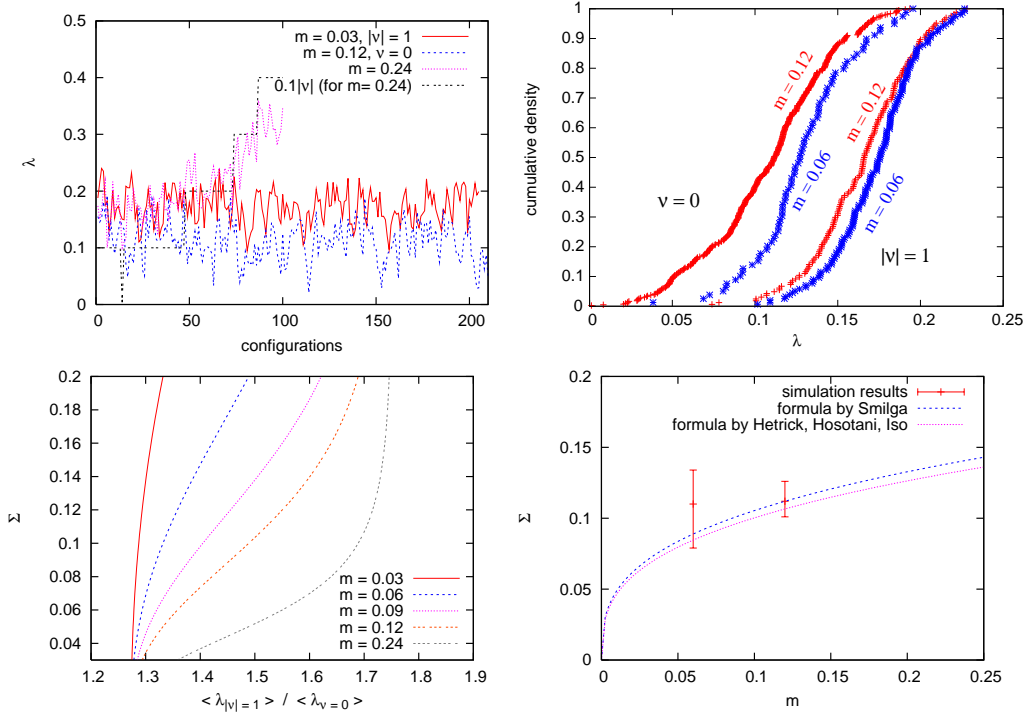 m = 0.03, |ν| = 1
m = 0.12, ν = 0
m = 0.24
0.1|ν| (for m= 0.24)
0.5
0.4
0.3
0.2
0.1
0
λ
0 50 100 150 200
configurations
1
0.9
0.8
0.7
0.6
0.5
0.4
0.3
0.2
0.1
0
cumulative density
m = 0.12
m = 0.06
m = 0.12
m = 0.06
ν = 0
|ν| = 1
0.05 0.1 0.15 0.2 0.25
λ
0.2
0.18
0.16
0.14
0.12
0.1
0.08
0.06
0.04
Σ
m = 0.03
m = 0.06
m = 0.09
m = 0.12
m = 0.24
1.2 1.3 1.4 1.5 1.6 1.7 1.8 1.9
< λ|ν| = 1 > / < λν = 0 >
simulation results
formula by Smilga
formula by Hetrick, Hosotani, Iso
0.2
0.15
0.1
0.05
0
Σ
0 0.05 0.10 0.15 0.20 0.25
m